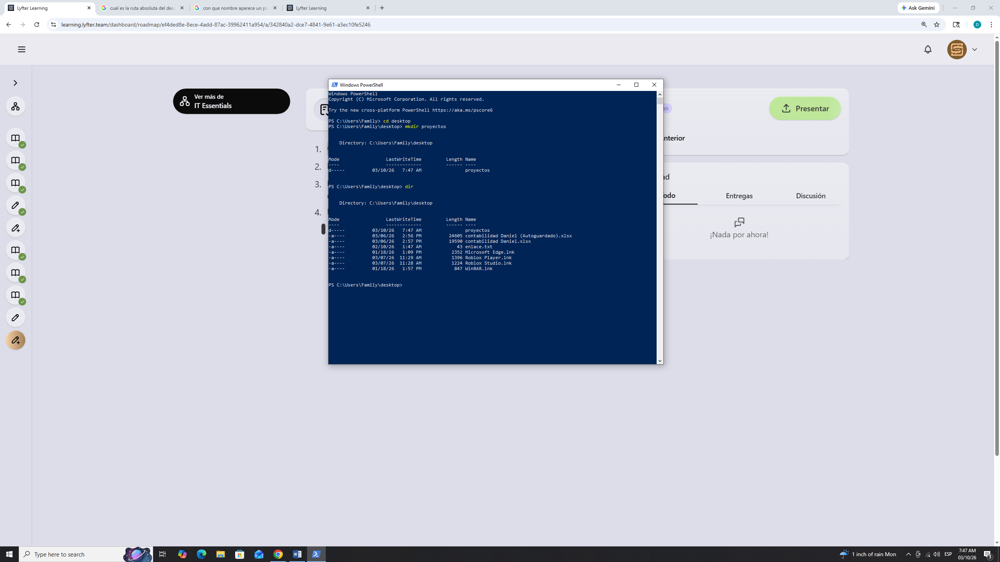 Lyfter Learning
cual es la ruta absoluta del desc
con que nombre aparece un pi
Lyfter Learning
Ask Gemini
learning.lyfter.team/dashboard/roadmap/ef4ded8e-8ece-4add-87ac-39962411a954/a/342840a2-dce7-4841-9e61-a3ec10fe5246
D
Ver más de
IT Essentials
Windows PowerShell
Windows PowerShell
Copyright (C) Microsoft Corporation. All rights reserved.
Try the new cross-platform PowerShell https://aka.ms/pscore6
PS C:\Users\Family> cd desktop
PS C:\Users\Family\desktop> mkdir proyectos
Directory: C:\Users\Family\desktop
Mode LastWriteTime Length Name
---- ------------- ------ ----
d----- 03/10/26 7:47 AM proyectos
PS C:\Users\Family\desktop> dir
Directory: C:\Users\Family\desktop
Mode LastWriteTime Length Name
---- ------------- ------ ----
d----- 03/10/26 7:47 AM proyectos
-a---- 03/06/26 2:56 PM 24605 contabilidad Daniel (Autoguardado).xlsx
-a---- 03/06/26 2:57 PM 19590 contabilidad Daniel.xlsx
-a---- 02/10/26 1:47 AM 43 enlace.txt
-a---- 01/18/26 1:09 PM 2352 Microsoft Edge.lnk
-a---- 03/07/26 11:29 AM 1396 Roblox Player.lnk
-a---- 03/07/26 11:28 AM 1224 Roblox Studio.lnk
-a---- 01/18/26 1:57 PM 847 WinRAR.lnk
PS C:\Users\Family\desktop>
1.
2.
3.
4.
ón
Presentar
nterior
ad
odo
Entregas
Discusión
¡Nada por ahora!
Type here to search
1 inch of rain Mon
ESP
7:47 AM
03/10/26
3